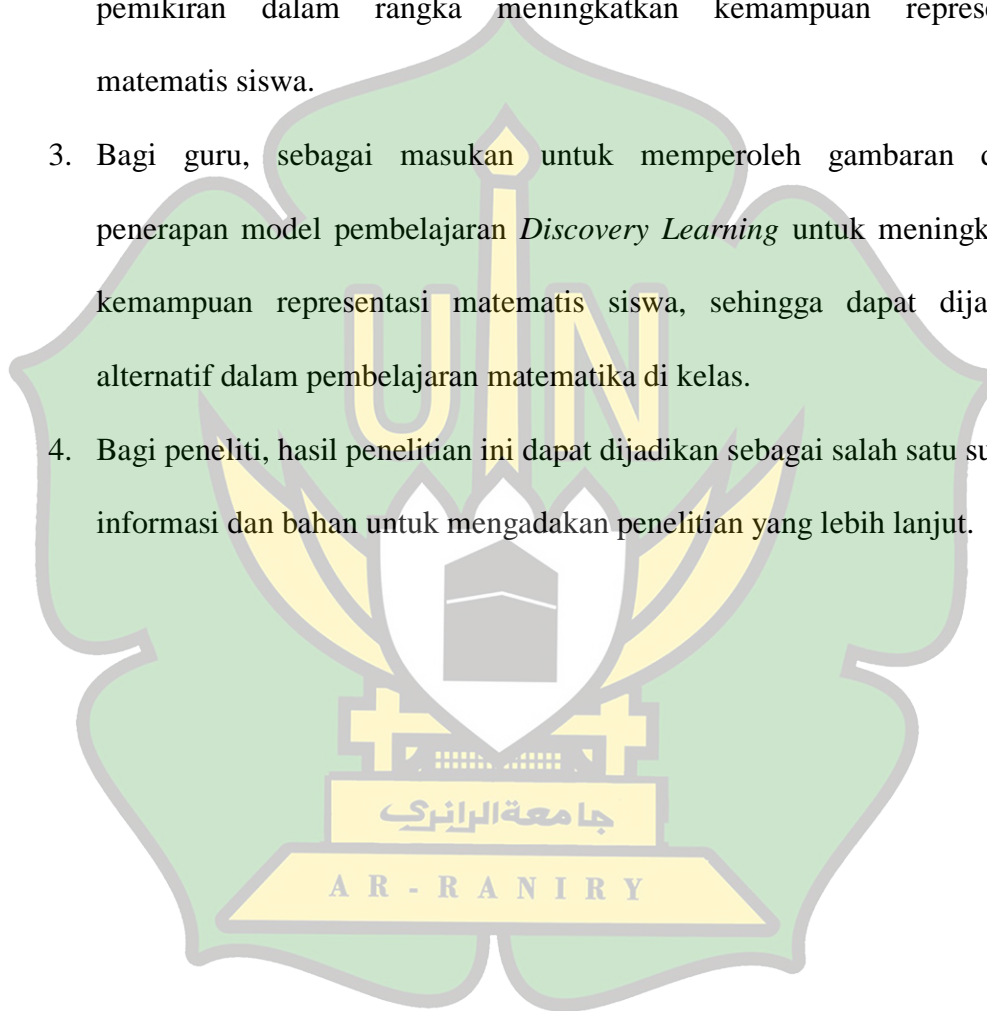 pemikiran dalam rangka meningkatkan kemampuan represe
matematis siswa.
3. Bagi guru, sebagai masukan untuk memperoleh gambaran
penerapan model pembelajaran Discovery Learning untuk meningk
kemampuan representasi matematis siswa, sehingga dapat dija
alternatif dalam pembelajaran matematika di kelas.
4. Bagi peneliti, hasil penelitian ini dapat dijadikan sebagai salah satu su
informasi dan bahan untuk mengadakan penelitian yang lebih lanjut.
UIN
جامعة الرانري
AR-RANIRY